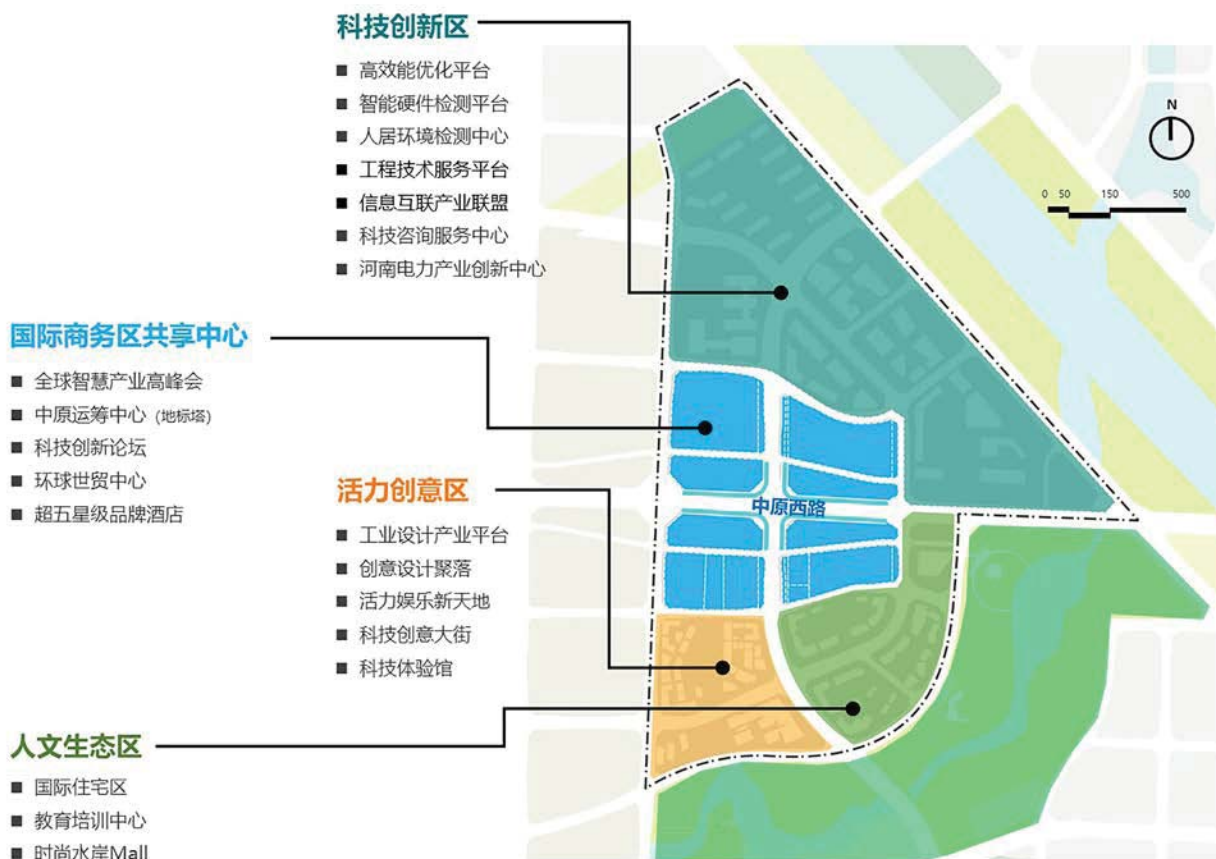 科技创新区
■ 高效能优化平台
■ 智能硬件检测平台
■ 人居环境检测中心
■ 工程技术服务平台
■ 信息互联产业联盟
■ 科技咨询服务中心
■ 河南电力产业创新中心
N
0 50 150 500
国际商务区共享中心
■ 全球智慧产业高峰会
■ 中原运筹中心 (地标塔)
■ 科技创新论坛
■ 环球世贸中心
■ 超五星级品牌酒店
中原西路
活力创意区
■ 工业设计产业平台
■ 创意设计聚落
■ 活力娱乐新天地
■ 科技创意大街
■ 科技体验馆
人文生态区
■ 国际住宅区
■ 教育培训中心
■ 时尚水岸Mall